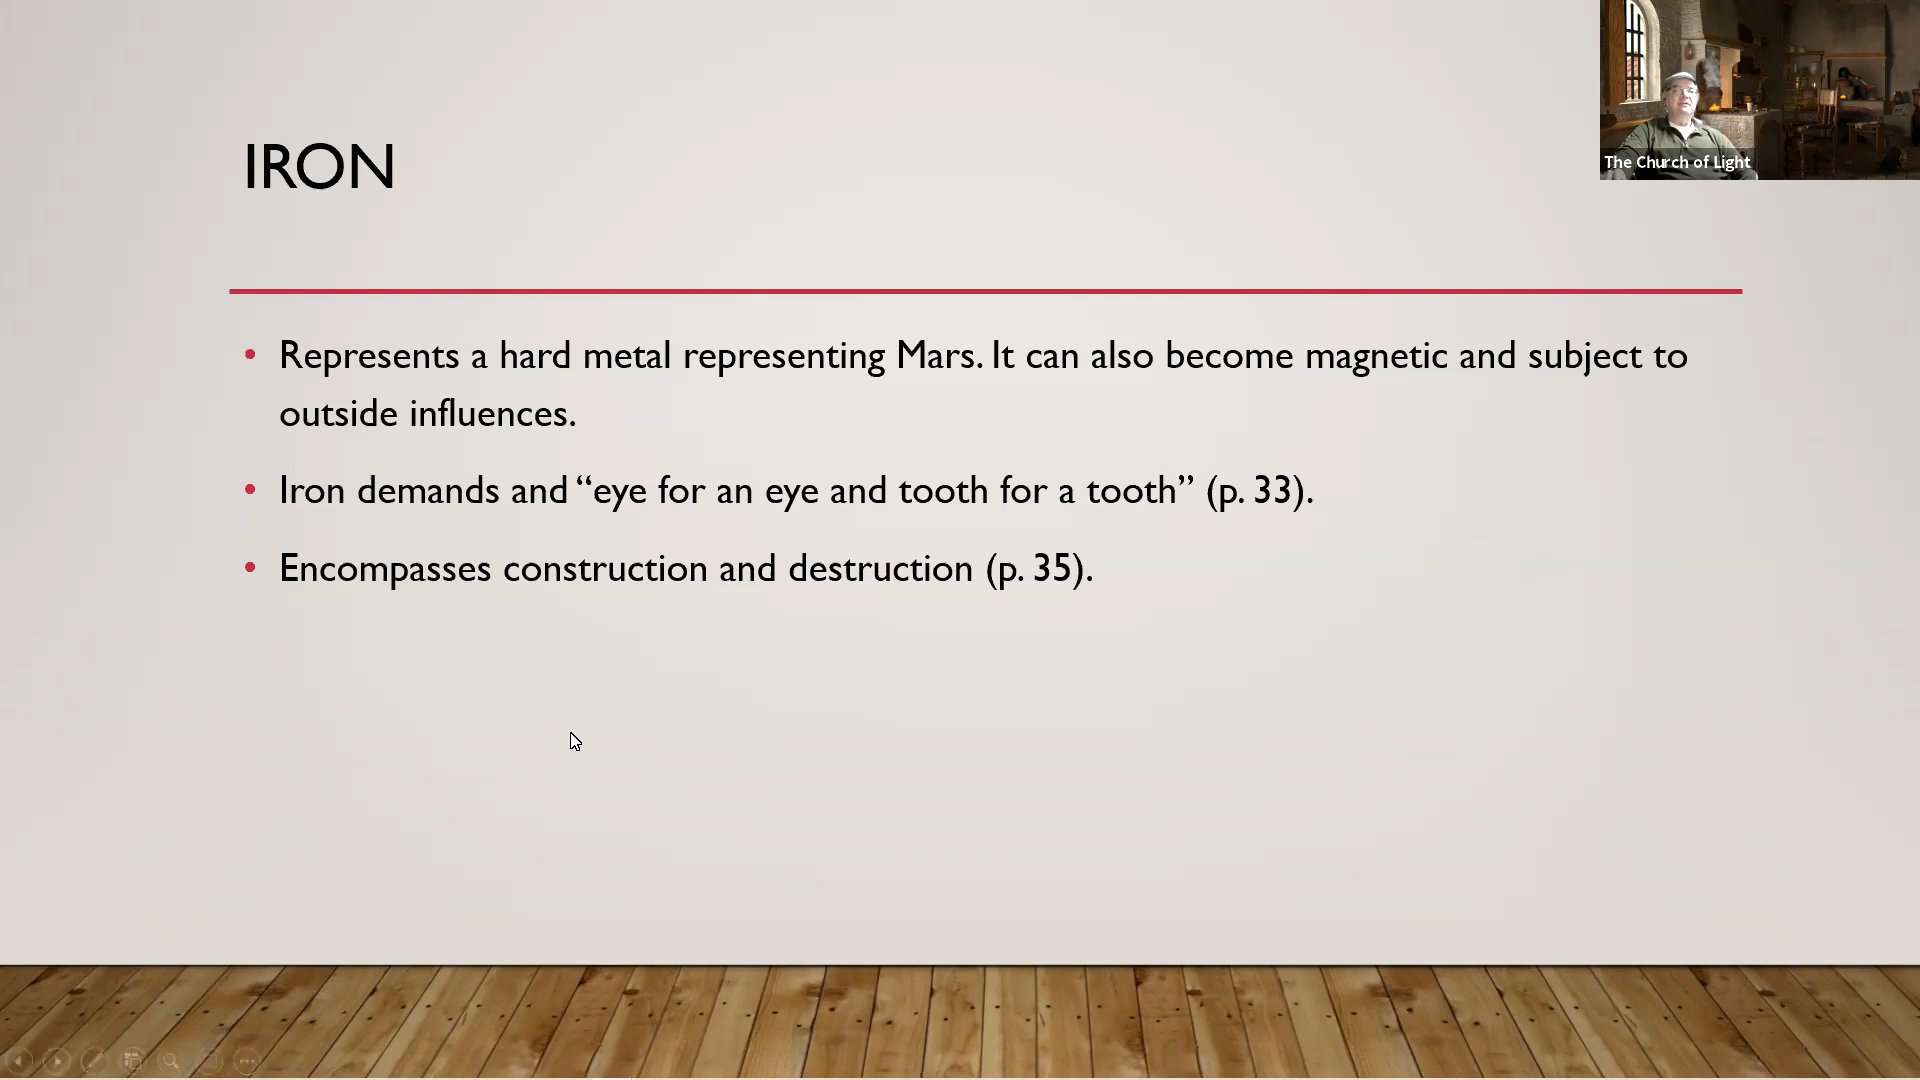 IRON
The Church of Light
• Represents a hard metal representing Mars. It can also become magnetic and subject to
outside influences.
• Iron demands and “eye for an eye and tooth for a tooth” (p. 33).
• Encompasses construction and destruction (p. 35).